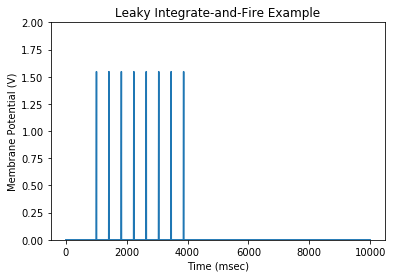 Leaky Integrate-and-Fire Example
2.00
1.75
1.50
1.25
1.00
0.75
0.50
0.25
0.00
Membrane Potential (V)
0 2000 4000 6000 8000 10000
Time (msec)